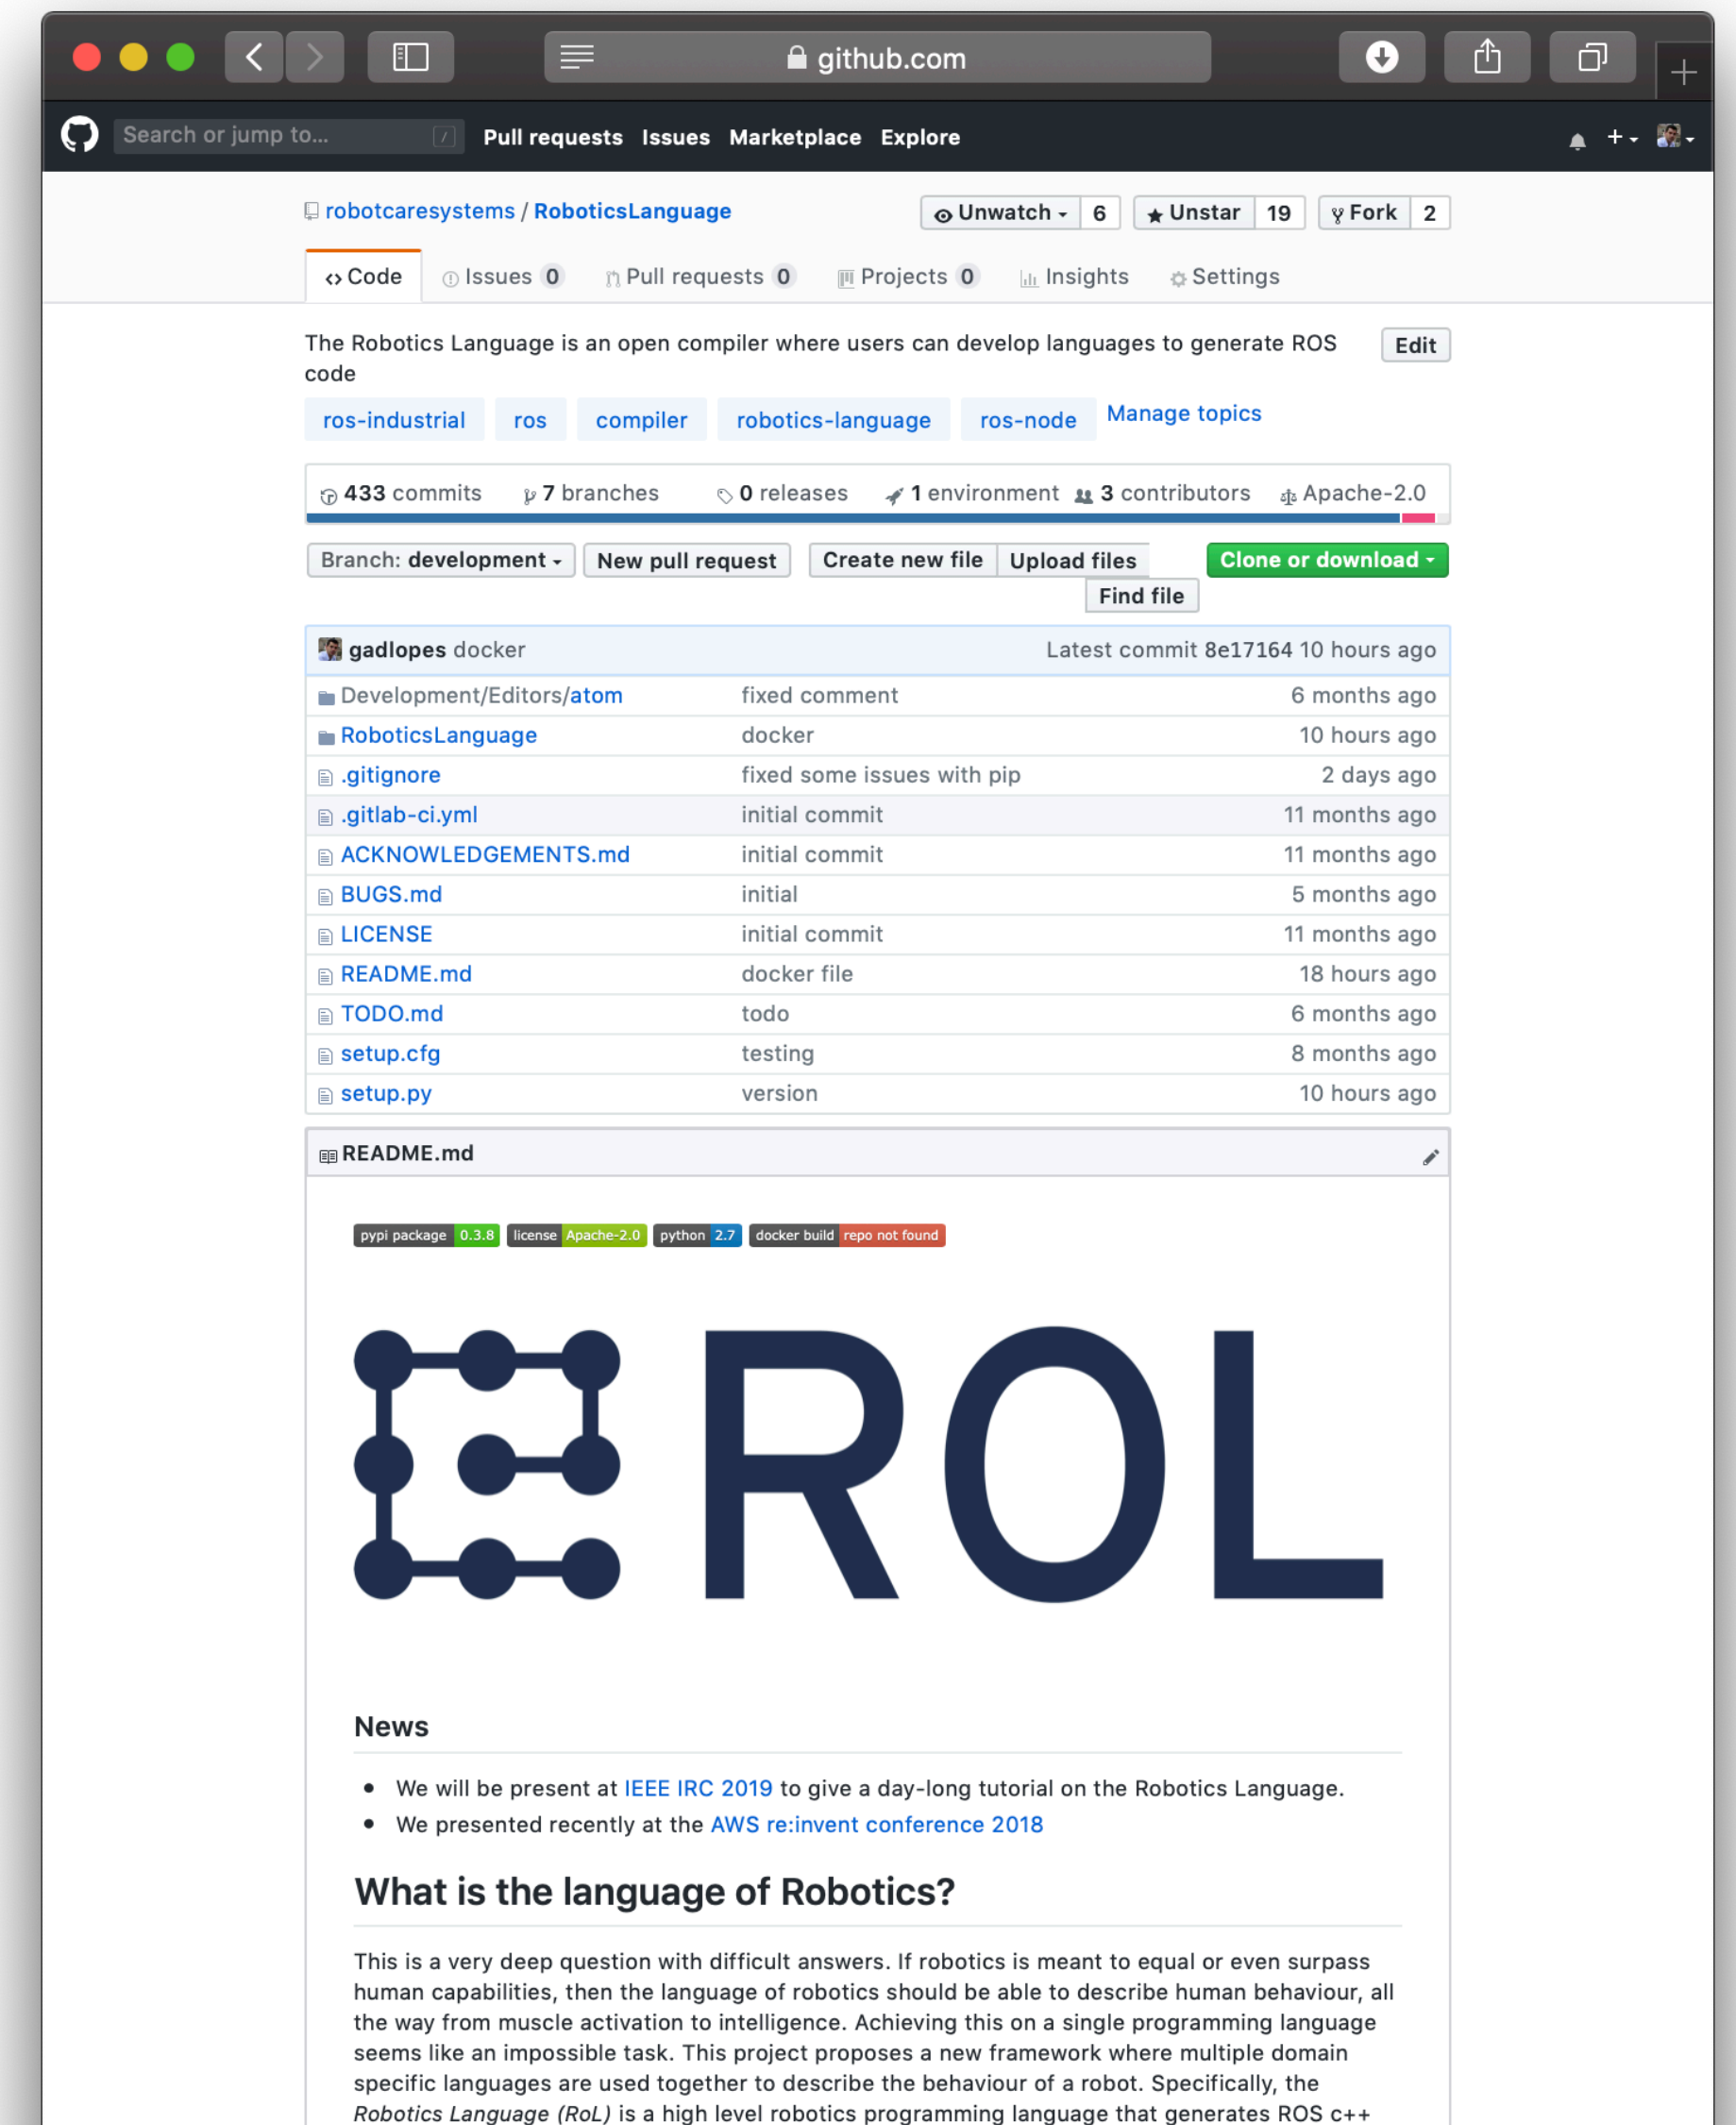 github.com
Search or jump to... /
Pull requests Issues Marketplace Explore
robotcaresystems / RoboticsLanguage
Unwatch 6 Unstar 19 Fork 2
Code Issues 0 Pull requests 0 Projects 0 Insights Settings
The Robotics Language is an open compiler where users can develop languages to generate ROS
code
Edit
ros-industrial ros compiler robotics-language ros-node Manage topics
433 commits 7 branches 0 releases 1 environment 3 contributors Apache-2.0
Branch: development New pull request Create new file Upload files Clone or download
Find file
gadlopes docker Latest commit 8e17164 10 hours ago
Development/Editors/atom fixed comment 6 months ago
RoboticsLanguage docker 10 hours ago
.gitignore fixed some issues with pip 2 days ago
.gitlab-ci.yml initial commit 11 months ago
ACKNOWLEDGEMENTS.md initial commit 11 months ago
BUGS.md initial 5 months ago
LICENSE initial commit 11 months ago
README.md docker file 18 hours ago
TODO.md todo 6 months ago
setup.cfg testing 8 months ago
setup.py version 10 hours ago
README.md
pypi package 0.3.8 license Apache-2.0 python 2.7 docker build repo not found
ROL
News
• We will be present at IEEE IRC 2019 to give a day-long tutorial on the Robotics Language.
• We presented recently at the AWS re:invent conference 2018
What is the language of Robotics?
This is a very deep question with difficult answers. If robotics is meant to equal or even surpass
human capabilities, then the language of robotics should be able to describe human behaviour, all
the way from muscle activation to intelligence. Achieving this on a single programming language
seems like an impossible task. This project proposes a new framework where multiple domain
specific languages are used together to describe the behaviour of a robot. Specifically, the
Robotics Language (RoL) is a high level robotics programming language that generates ROS c++